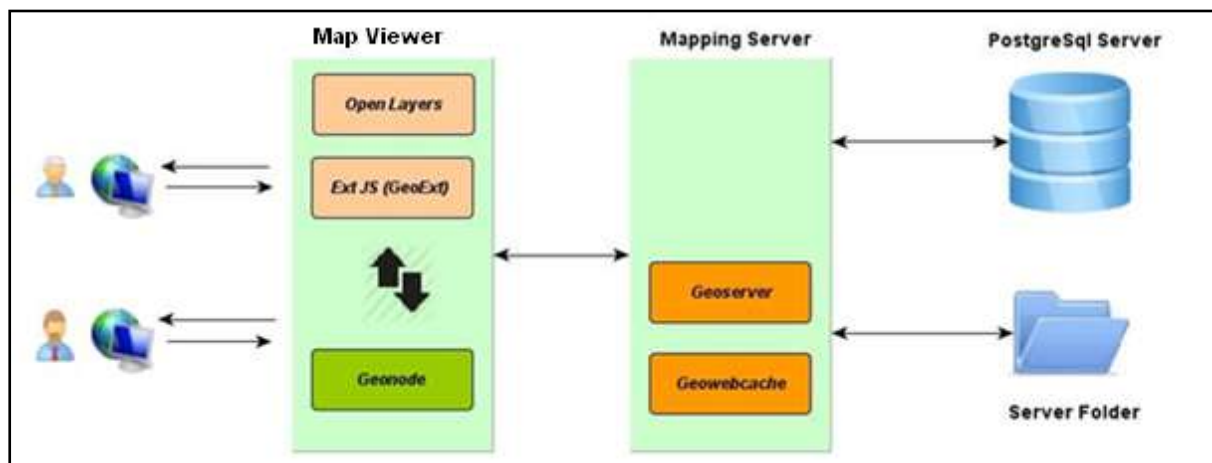 Map Viewer
Mapping Server
PostgreSql Server
Open Layers
Ext JS (GeoExt)
Geoserver
Geonode
Geowebcache
Server Folder